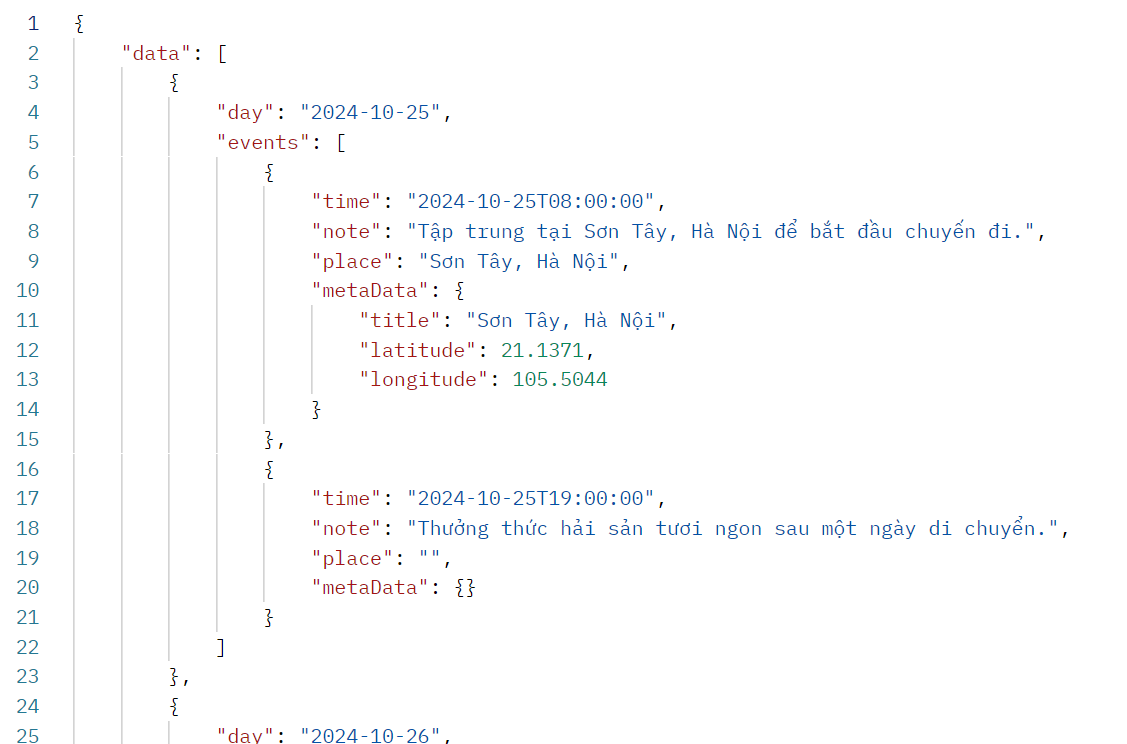 1 {
2 "data": [
3 {
4 "day": "2024-10-25",
5 "events": [
6 {
7 "time": "2024-10-25T08:00:00",
8 "note": "Tập trung tại Sơn Tây, Hà Nội để bắt đầu chuyến đi.",
9 "place": "Sơn Tây, Hà Nội",
10 "metaData": {
11 "title": "Sơn Tây, Hà Nội",
12 "latitude": 21.1371,
13 "longitude": 105.5044
14 }
15 },
16 {
17 "time": "2024-10-25T19:00:00",
18 "note": "Thưởng thức hải sản tươi ngon sau một ngày di chuyển.",
19 "place": "",
20 "metaData": {}
21 }
22 ]
23 },
24 {
25 "day": "2024-10-26",